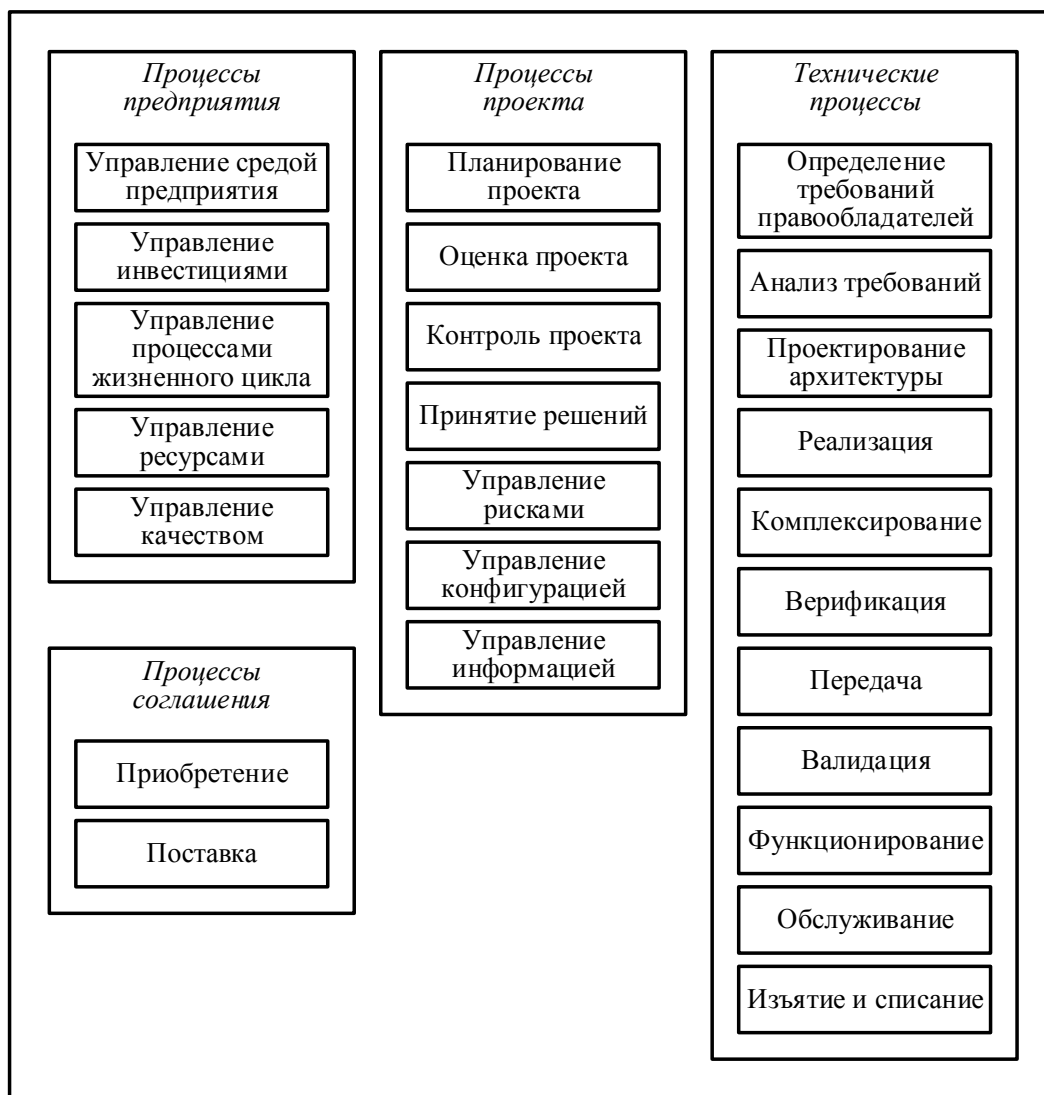 Процессы
предприятия
Управление средой
предприятия
Управление
инвестициями
Управление
процессами
жизненного цикла
Управление
ресурсами
Управление
качеством
Процессы
соглашения
Приобретение
Поставка
Процессы
проекта
Планирование
проекта
Оценка проекта
Контроль проекта
Принятие решений
Управление
рисками
Управление
конфигурацией
Управление
информацией
Технические
процессы
Определение
требований
правообладателей
Анализ требований
Проектирование
архитектуры
Реализация
Комплексирование
Верификация
Передача
Валидация
Функционирование
Обслуживание
Изъятие и списание